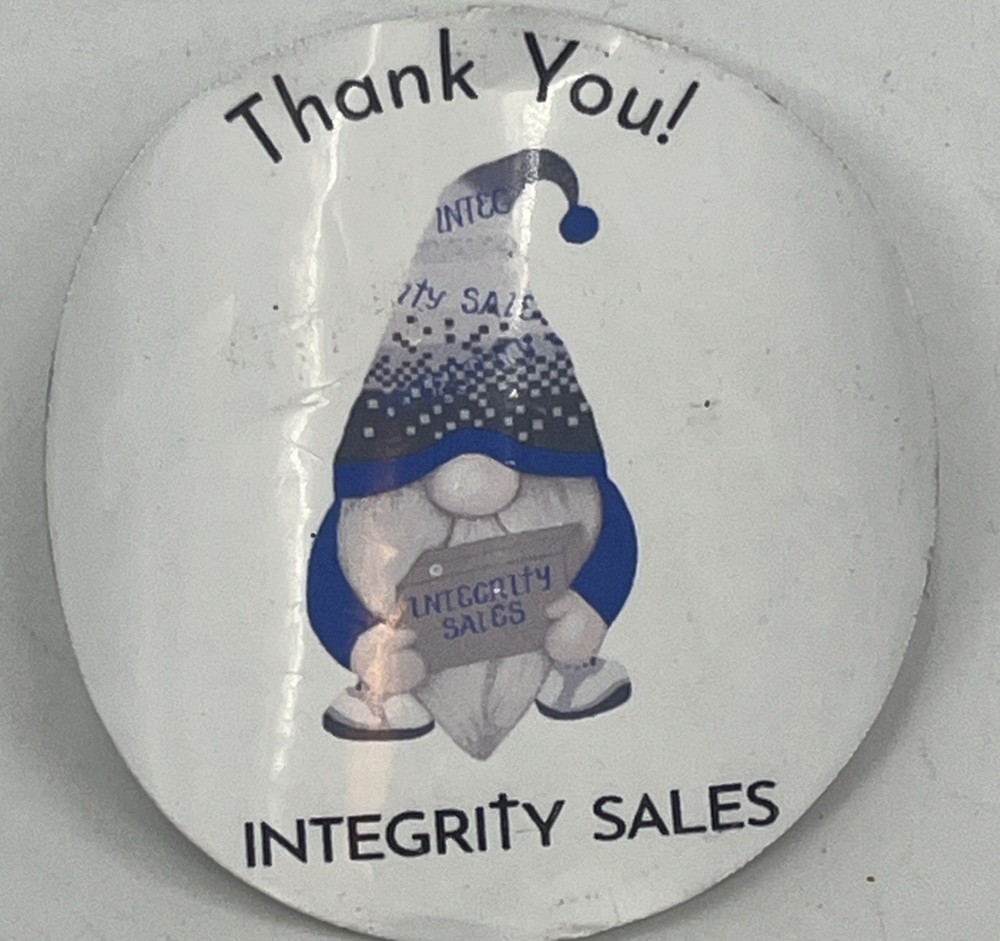 Thank You!
INTEG
ity SALE
INTEGRITY
SALES
INTEGRITY SALES